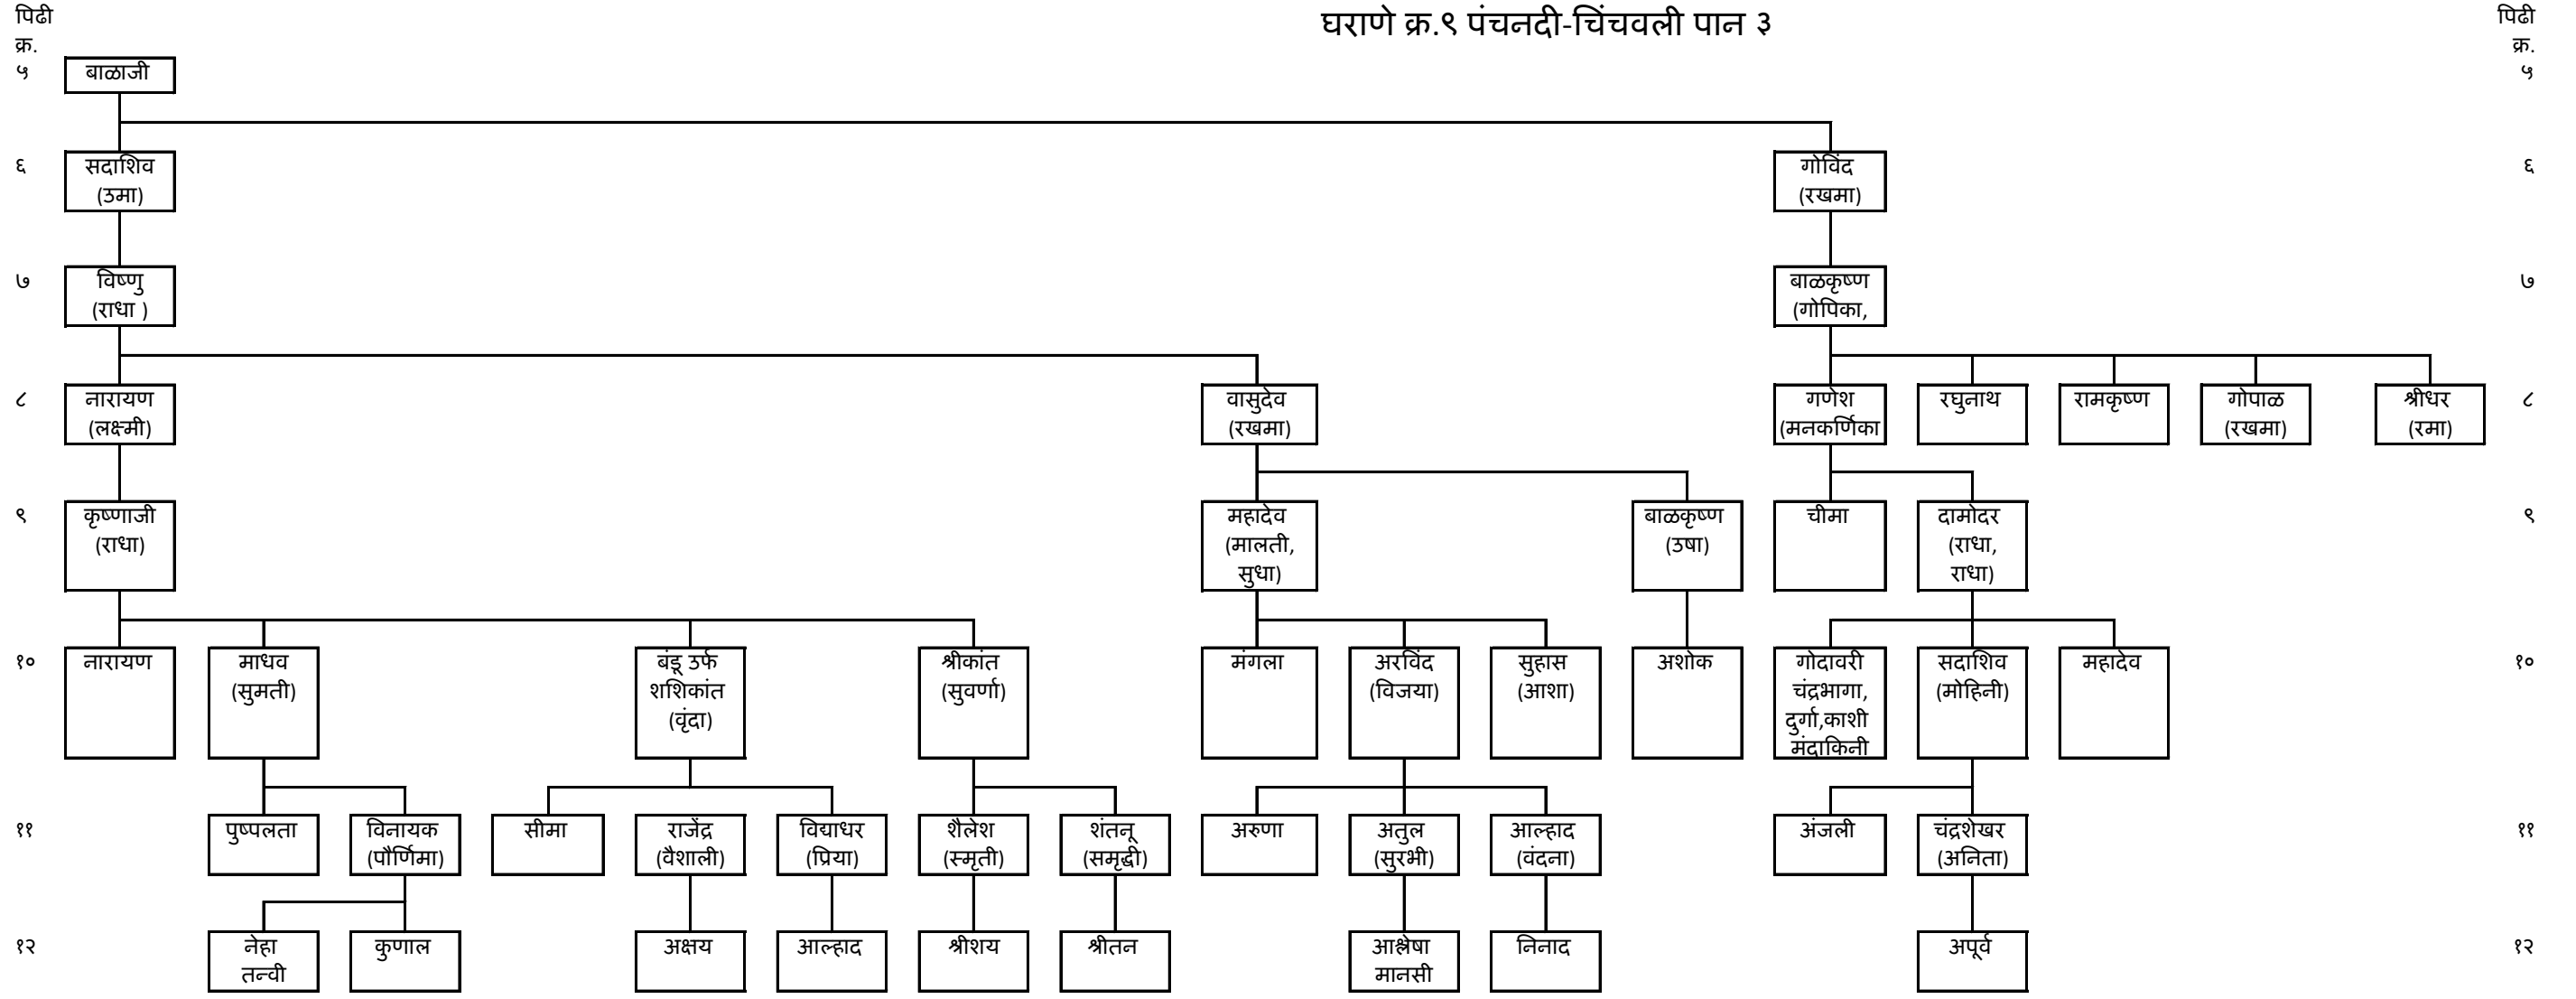 पिढी
क्र.
घराणे क्र.९ पंचनदी-चिंचवली पान ३
पिढी
क्र.
५
बाळाजी
५
६
सदाशिव
(उमा)
गोविंद
(रखमा)
६
७
विष्णु
(राधा )
बाळकृष्ण
(गोपिका,
७
८
नारायण
(लक्ष्मी)
वासुदेव
(रखमा)
गणेश
(मनकर्णिका
रघुनाथ
रामकृष्ण
गोपाळ
(रखमा)
श्रीधर
(रमा)
८
९
कृष्णाजी
(राधा)
महादेव
(मालती,
सुधा)
बाळकृष्ण
(उषा)
चीमा
दामोदर
(राधा,
राधा)
९
१०
नारायण
माधव
(सुमती)
बंडू उर्फ
शशिकांत
(वृंदा)
श्रीकांत
(सुवर्णा)
मंगला
अरविंद
(विजया)
सुहास
(आशा)
अशोक
गोदावरी
चंद्रभागा,
दुर्गा,काशी
मंदाकिनी
सदाशिव
(मोहिनी)
महादेव
१०
११
पुष्पलता
विनायक
(पौर्णिमा)
सीमा
राजेंद्र
(वैशाली)
विद्याधर
(प्रिया)
शैलेश
(स्मृती)
शंतनू
(समृद्धी)
अरुणा
अतुल
(सुरभी)
आल्हाद
(वंदना)
अंजली
चंद्रशेखर
(अनिता)
११
१२
नेहा
तन्वी
कुणाल
अक्षय
आल्हाद
श्रीशय
श्रीतन
आश्लेषा
मानसी
निनाद
अपूर्व
१२